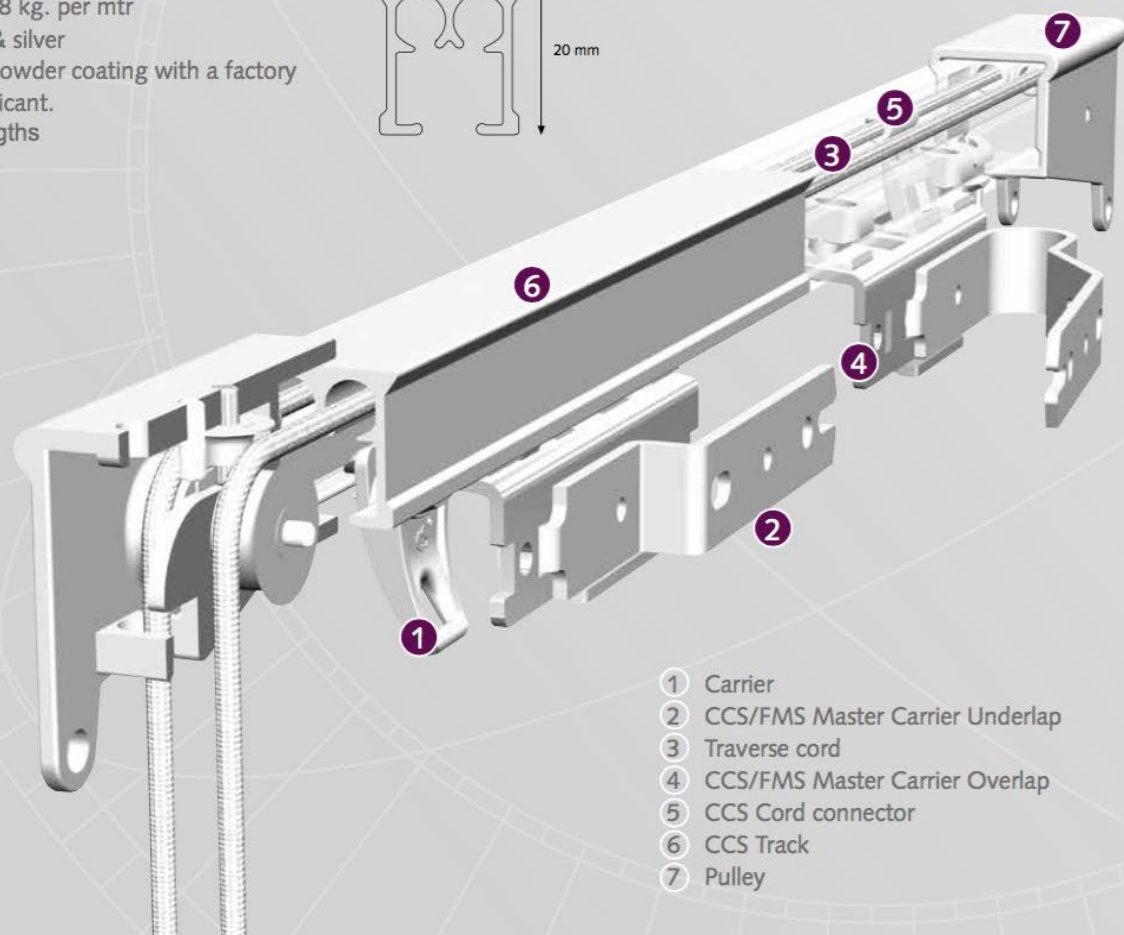 8 kg. per mtr
& silver
owder coating with a factory
icant.
gths
20 mm
7
5
3
6
4
2
1
1 Carrier
2 CCS/FMS Master Carrier Underlap
3 Traverse cord
4 CCS/FMS Master Carrier Overlap
5 CCS Cord connector
6 CCS Track
7 Pulley